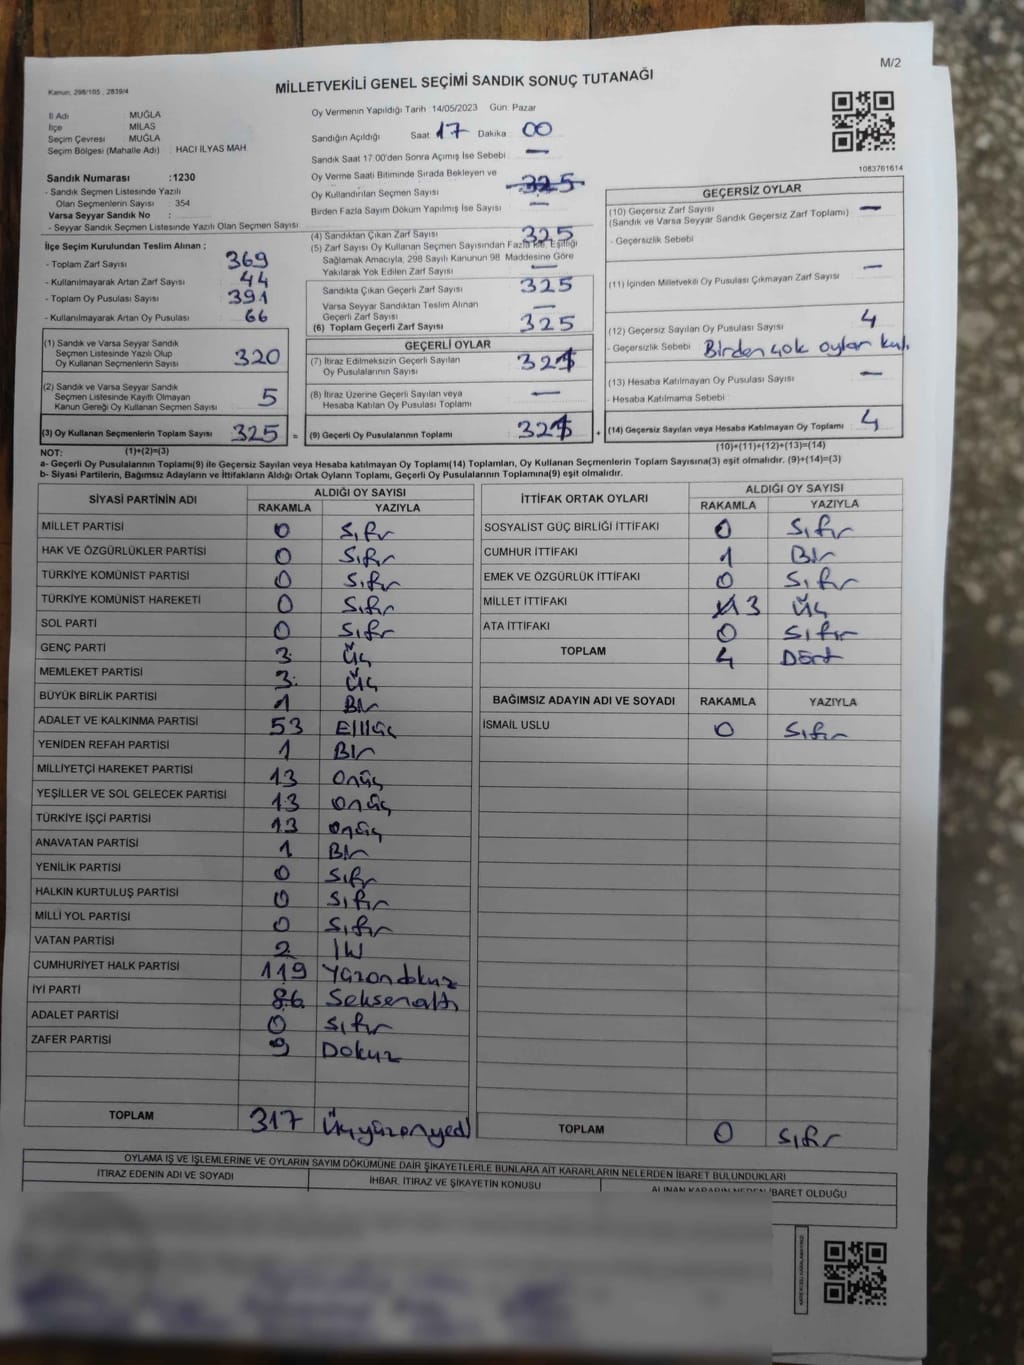 M/2
Kanun; 298/105 , 2839/4
MİLLETVEKİLİ GENEL SEÇİMİ SANDIK SONUÇ TUTANAĞI
İl Adı MUĞLA
İlçe MİLAS
Seçim Çevresi MUĞLA
Seçim Bölgesi (Mahalle Adı) : HACI İLYAS MAH.
Sandık Numarası :1230
- Sandık Seçmen Listesinde Yazılı
Olan Seçmenlerin Sayısı : 354
Varsa Seyyar Sandık No :
- Seyyar Sandık Seçmen Listesinde Yazılı Olan Seçmen Sayısı
Oy Vermenin Yapıldığı Tarih :14/05/2023 Gün: Pazar
Sandığın Açıldığı Saat 17 Dakika 00
Sandık Saat 17:00'den Sonra Açmış İse Sebebi —
Oy Verme Saati Bitiminde Sırada Bekleyen ve
Oy Kullandırılan Seçmen Sayısı 325
Birden Fazla Sayım Döküm Yapılmış İse Sayısı —
1083761614
İlçe Seçim Kurulundan Teslim Alınan ;
- Toplam Zarf Sayısı 369
- Kullanılmayarak Artan Zarf Sayısı 44
- Toplam Oy Pusulası Sayısı 391
- Kullanılmayarak Artan Oy Pusulası 66
(1) Sandık ve Varsa Seyyar Sandık
Seçmen Listesinde Yazılı Olup
Oy Kullanan Seçmenlerin Sayısı 320
(2) Sandık ve Varsa Seyyar Sandık
Seçmen Listesinde Kayıtlı Olmayan
Kanun Gereği Oy Kullanan Seçmen Sayısı 5
(3) Oy Kullanan Seçmenlerin Toplam Sayısı 325 =
(1)+(2)=(3)
(4) Sandıktan Çıkan Zarf Sayısı 325
(5) Zarf Sayısı Oy Kullanan Seçmen Sayısından Fazla İse, Eşitliği
Sağlamak Amacıyla, 298 Sayılı Kanunun 98. Maddesine Göre
Yakılarak Yok Edilen Zarf Sayısı —
Sandıkta Çıkan Geçerli Zarf Sayısı 325
Varsa Seyyar Sandıktan Teslim Alınan
Geçerli Zarf Sayısı —
(6) Toplam Geçerli Zarf Sayısı 325
GEÇERLİ OYLAR
(7) İtiraz Edilmeksizin Geçerli Sayılan
Oy Pusulalarının Sayısı 321
(8) İtiraz Üzerine Geçerli Sayılan veya
Hesaba Katılan Oy Pusulası Toplamı —
(9) Geçerli Oy Pusulalarının Toplamı 321 +
GEÇERSİZ OYLAR
(10) Geçersiz Zarf Sayısı —
(Sandık ve Varsa Seyyar Sandık Geçersiz Zarf Toplamı)
- Geçersizlik Sebebi
(11) İçinden Milletvekili Oy Pusulası Çıkmayan Zarf Sayısı —
(12) Geçersiz Sayılan Oy Pusulası Sayısı 4
- Geçersizlik Sebebi Birden çok oylar kul.
(13) Hesaba Katılmayan Oy Pusulası Sayısı —
- Hesaba Katılmama Sebebi
(14) Geçersiz Sayılan veya Hesaba Katılmayan Oy Toplamı 4
(10)+(11)+(12)+(13)=(14)
NOT:
a- Geçerli Oy Pusulalarının Toplamı(9) ile Geçersiz Sayılan veya Hesaba katılmayan Oy Toplamı(14) Toplamları, Oy Kullanan Seçmenlerin Toplam Sayısına(3) eşit olmalıdır. (9)+(14)=(3)
b- Siyasi Partilerin, Bağımsız Adayların ve İttifakların Aldığı Ortak Oyların Toplamı, Geçerli Oy Pusulalarının Toplamına(9) eşit olmalıdır.
SİYASİ PARTİNİN ADI ALDIĞI OY SAYISI
RAKAMLA YAZIYLA
MİLLET PARTİSİ 0 Sıfır
HAK VE ÖZGÜRLÜKLER PARTİSİ 0 Sıfır
TÜRKİYE KOMÜNİST PARTİSİ 0 Sıfır
TÜRKİYE KOMÜNİST HAREKETİ 0 Sıfır
SOL PARTİ 0 Sıfır
GENÇ PARTİ 3 Üç
MEMLEKET PARTİSİ 3 Üç
BÜYÜK BİRLİK PARTİSİ 1 Bir
ADALET VE KALKINMA PARTİSİ 53 Elliüç
YENİDEN REFAH PARTİSİ 1 Bir
MİLLİYETÇİ HAREKET PARTİSİ 13 Onüç
YEŞİLLER VE SOL GELECEK PARTİSİ 13 Onüç
TÜRKİYE İŞÇİ PARTİSİ 13 Onüç
ANAVATAN PARTİSİ 1 Bir
YENİLİK PARTİSİ 0 Sıfır
HALKIN KURTULUŞ PARTİSİ 0 Sıfır
MİLLİ YOL PARTİSİ 0 Sıfır
VATAN PARTİSİ 2 İki
CUMHURİYET HALK PARTİSİ 119 Yüzondokuz
İYİ PARTİ 86 Seksenaltı
ADALET PARTİSİ 0 Sıfır
ZAFER PARTİSİ 9 Dokuz
TOPLAM 317 Üçyüzonyedi
İTTİFAK ORTAK OYLARI ALDIĞI OY SAYISI
RAKAMLA YAZIYLA
SOSYALİST GÜÇ BİRLİĞİ İTTİFAKI 0 Sıfır
CUMHUR İTTİFAKI 1 Bir
EMEK VE ÖZGÜRLÜK İTTİFAKI 0 Sıfır
MİLLET İTTİFAKI 3 Üç
ATA İTTİFAKI 0 Sıfır
TOPLAM 4 Dört
BAĞIMSIZ ADAYIN ADI VE SOYADI RAKAMLA YAZIYLA
İSMAİL USLU 0 Sıfır
TOPLAM 0 Sıfır
OYLAMA İŞ VE İŞLEMLERİNE VE OYLARIN SAYIM DÖKÜMÜNE DAİR ŞİKAYETLERLE BUNLARA AİT KARARLARIN NELERDEN İBARET BULUNDUKLARI
İTİRAZ EDENİN ADI VE SOYADI İHBAR, İTİRAZ VE ŞİKAYETİN KONUSU ALINAN KARARIN NEDEN İBARET OLDUĞU